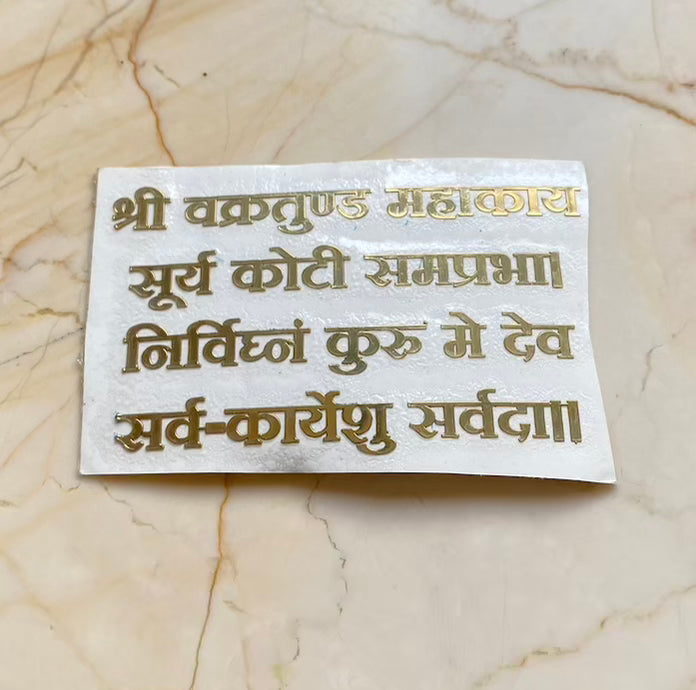 श्री वक्रतुण्ड महाकाय
सूर्य कोटी समप्रभा।
निर्विघ्नं कुरु मे देव
सर्व-कार्येशु सर्वदा॥